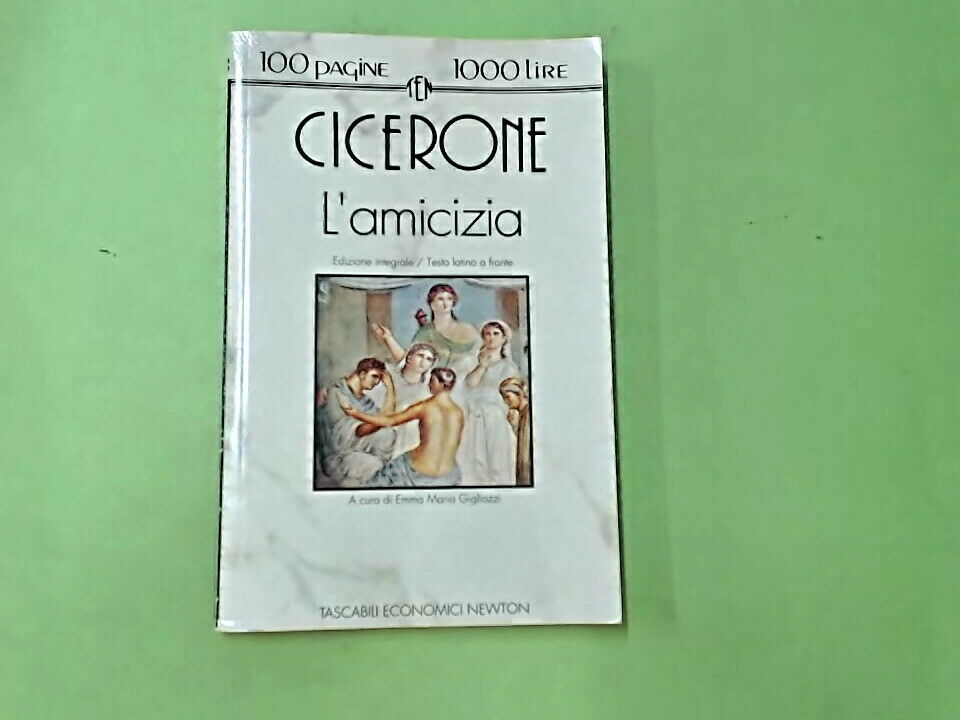 100 PAGINE 1000 LIRE
TEN
CICERONE
L'amicizia
Edizione integrale / Testo latino a fronte
A cura di Emma Maria Gigliozzi
TASCABILI ECONOMICI NEWTON